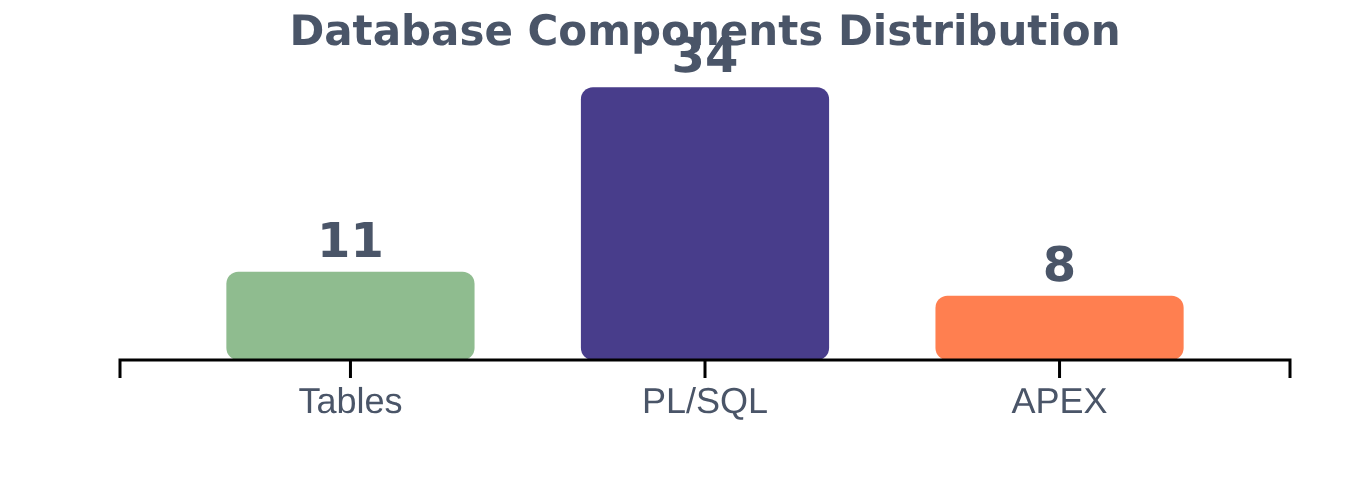 Database Components Distribution
34
11
8
Tables PL/SQL APEX